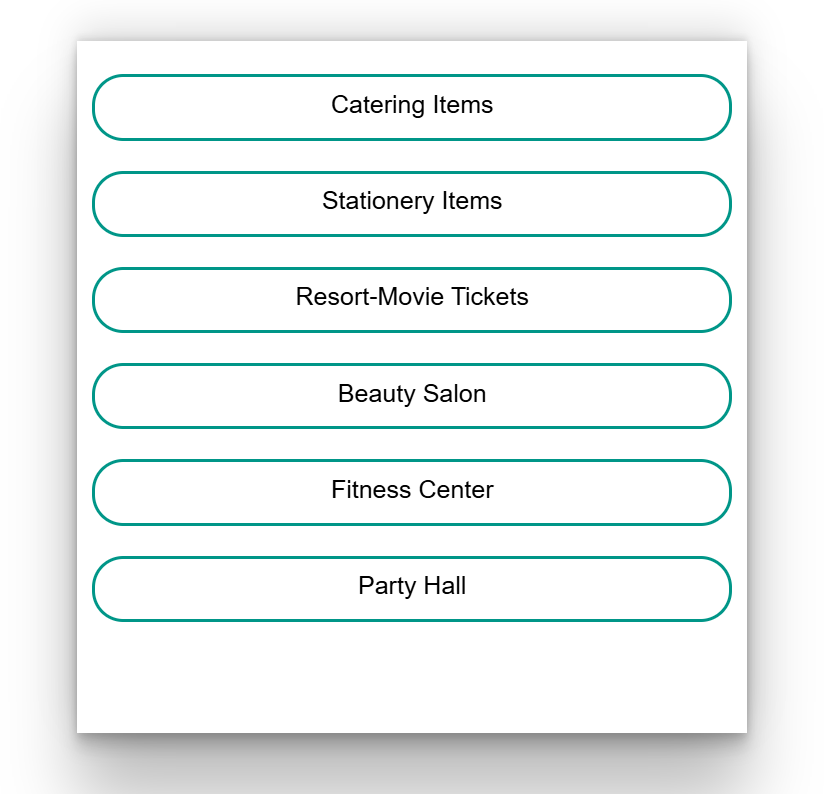 Catering Items
Stationery Items
Resort-Movie Tickets
Beauty Salon
Fitness Center
Party Hall